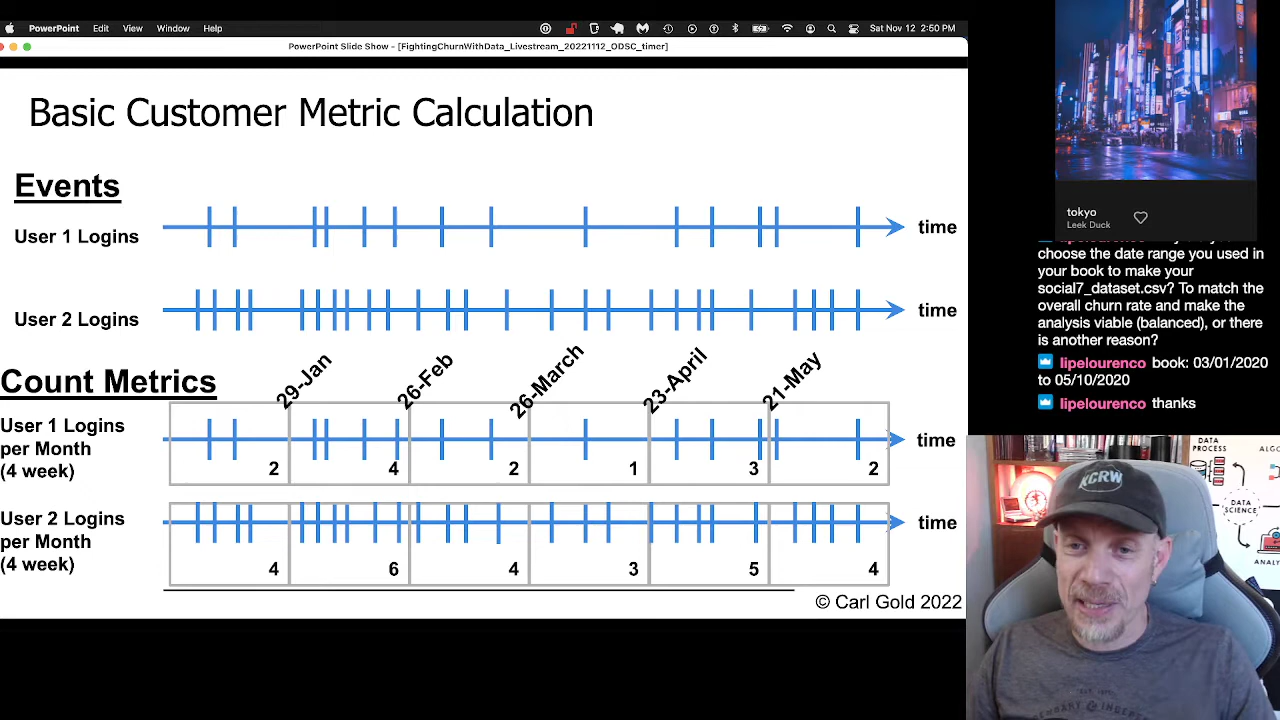 PowerPoint Edit View Window Help Sat Nov 12 2:50 PM
PowerPoint Slide Show - [FightingChurnWithData_Livestream_20221112_ODSC_timer]
Basic Customer Metric Calculation
Events
User 1 Logins
time
User 2 Logins
time
Count Metrics
29-Jan
26-Feb
26-March
23-April
21-May
User 1 Logins
per Month
(4 week)
2 4 2 1 3 2
time
User 2 Logins
per Month
(4 week)
4 6 4 3 5 4
time
© Carl Gold 2022
tokyo
Leek Duck
choose the date range you used
in your book to make your
social7_dataset.csv? To match the
overall churn rate and make the
analysis viable (balanced), or there
is another reason?
lipelourenco book: 03/01/2020
to 05/10/2020
lipelourenco thanks
DATA
PROCESS
DATA
SCIENCE
KCRW